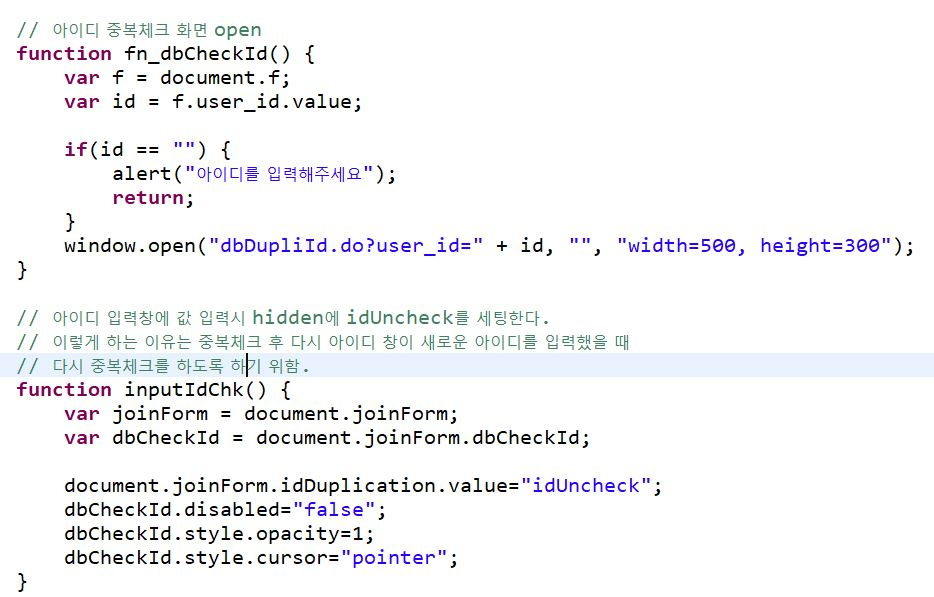 // 아이디 중복체크 화면 open
function fn_dbCheckId() {
var f = document.f;
var id = f.user_id.value;
if(id == "") {
alert("아이디를 입력해주세요");
return;
}
window.open("dbDupliId.do?user_id=" + id, "", "width=500, height=300");
}
// 아이디 입력창에 값 입력시 hidden에 idUncheck를 세팅한다.
// 이렇게 하는 이유는 중복체크 후 다시 아이디 창이 새로운 아이디를 입력했을 때
// 다시 중복체크를 하도록 하기 위함.
function inputIdChk() {
var joinForm = document.joinForm;
var dbCheckId = document.joinForm.dbCheckId;
document.joinForm.idDuplication.value="idUncheck";
dbCheckId.disabled="false";
dbCheckId.style.opacity=1;
dbCheckId.style.cursor="pointer";
}